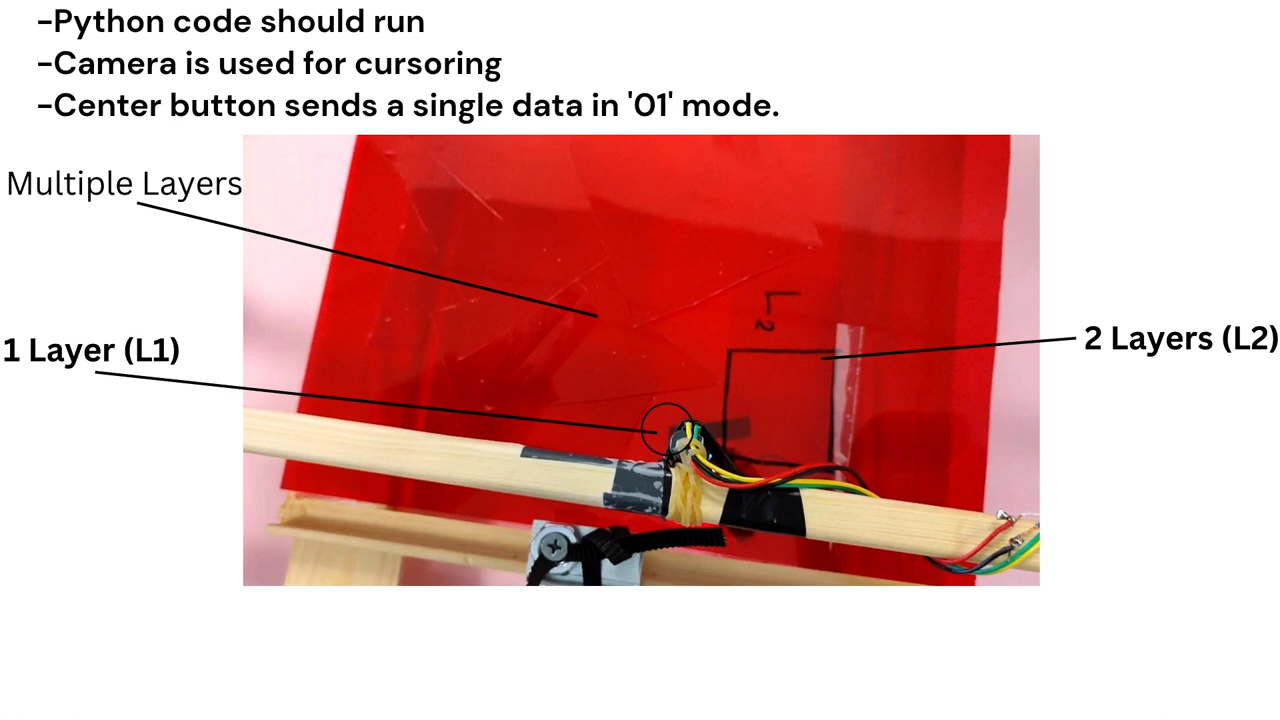 -Python code should run
-Camera is used for cursoring
-Center button sends a single data in '01' mode.
Multiple Layers
1 Layer (L1)
L2
2 Layers (L2)